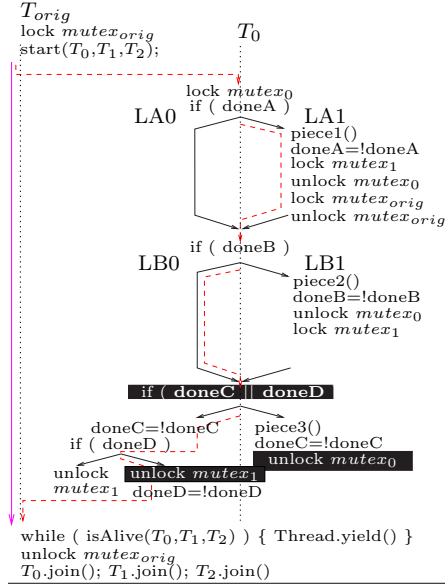 T_orig
lock mutex_orig
start(T_0,T_1,T_2);
T_0
lock mutex_0
if ( doneA )
LA0
LA1
piece1()
doneA=!doneA
lock mutex_1
unlock mutex_0
lock mutex_orig
unlock mutex_orig
if ( doneB )
LB0
LB1
piece2()
doneB=!doneB
unlock mutex_0
lock mutex_1
if ( doneC || doneD
doneC=!doneC
if ( doneD )
piece3()
doneC=!doneC
unlock mutex_0
unlock
mutex_1
unlock mutex_1
doneD=!doneD
while ( isAlive(T_0,T_1,T_2) ) { Thread.yield() }
unlock mutex_orig
T_0.join(); T_1.join(); T_2.join()